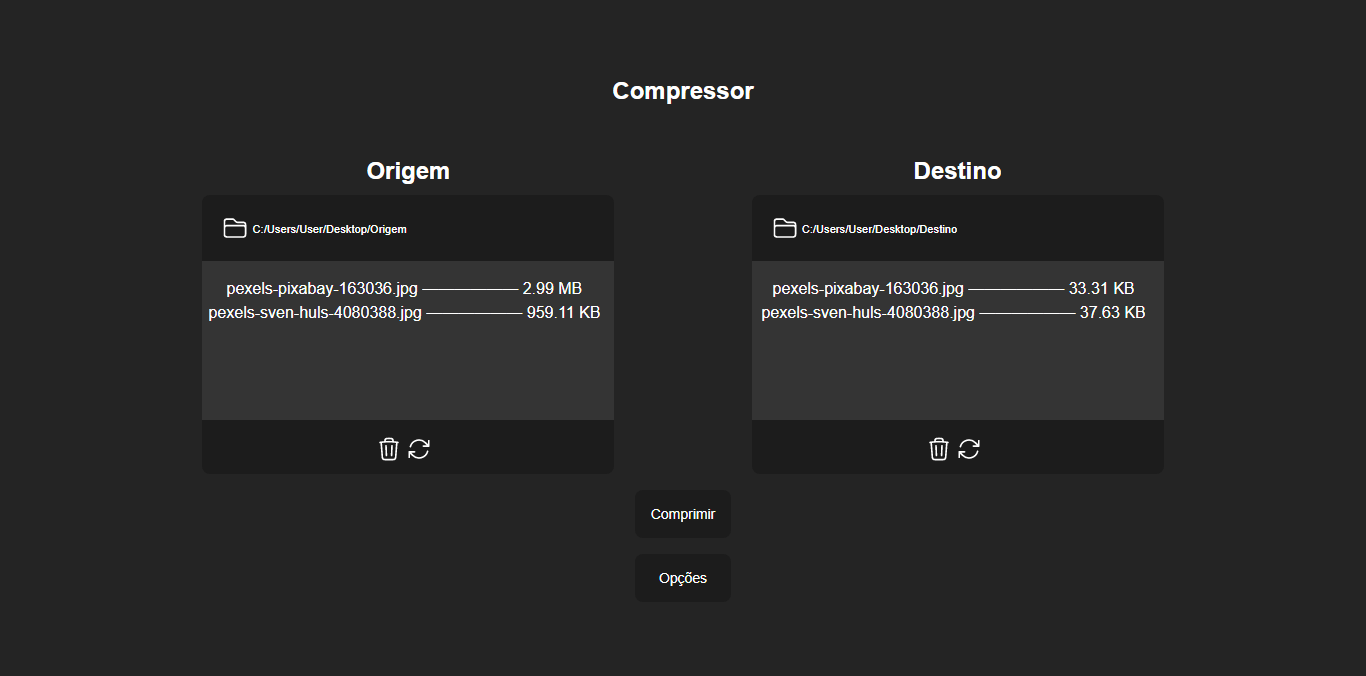 Compressor
Origem
C:/Users/User/Desktop/Origem
pexels-pixabay-163036.jpg —————— 2.99 MB
pexels-sven-huls-4080388.jpg —————— 959.11 KB
Destino
C:/Users/User/Desktop/Destino
pexels-pixabay-163036.jpg —————— 33.31 KB
pexels-sven-huls-4080388.jpg —————— 37.63 KB
Comprimir
Opções